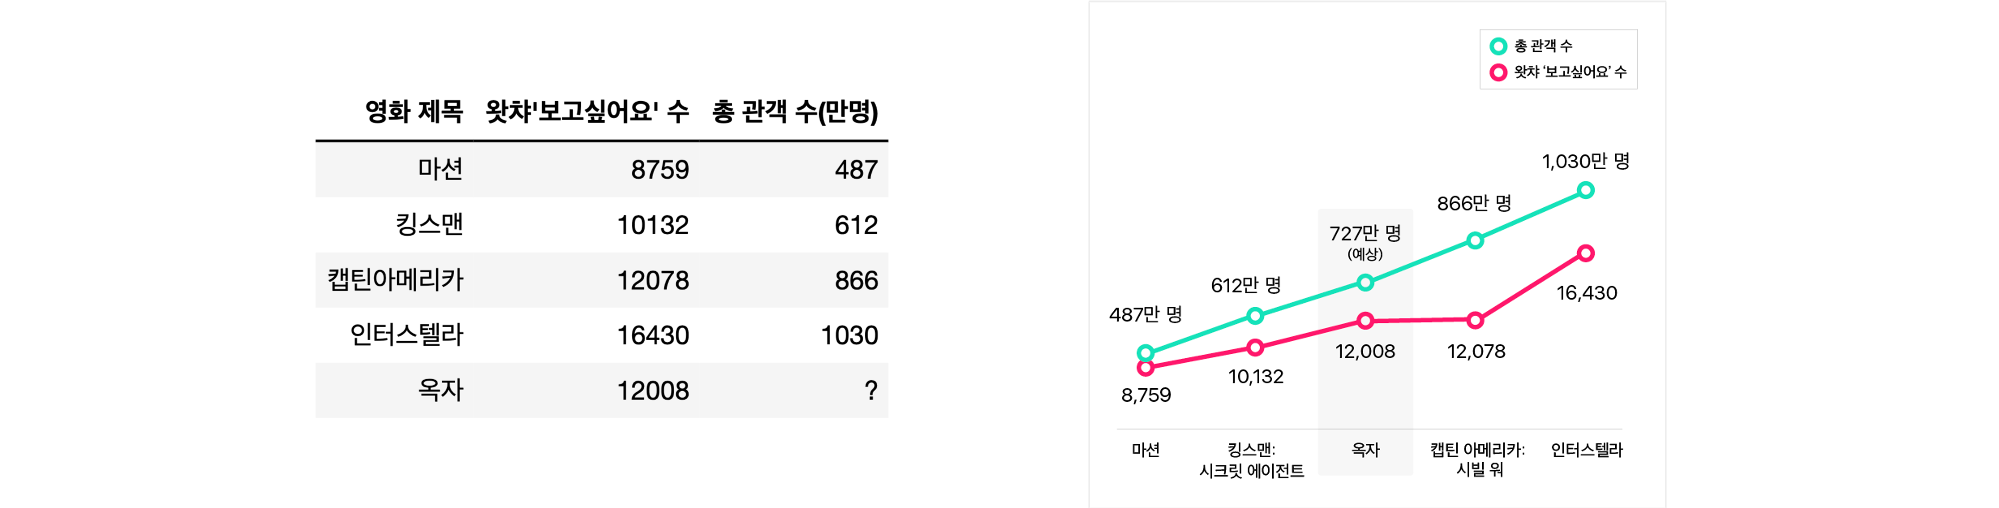 영화 제목 왓챠'보고싶어요' 수 총 관객 수(만명)
마션 8759 487
킹스맨 10132 612
캡틴아메리카 12078 866
인터스텔라 16430 1030
옥자 12008 ?
총 관객 수
왓챠 ‘보고싶어요’ 수
1,030만 명
866만 명
727만 명
(예상)
612만 명
487만 명
16,430
12,008
12,078
10,132
8,759
마션
킹스맨:
시크릿 에이전트
옥자
캡틴 아메리카:
시빌 워
인터스텔라